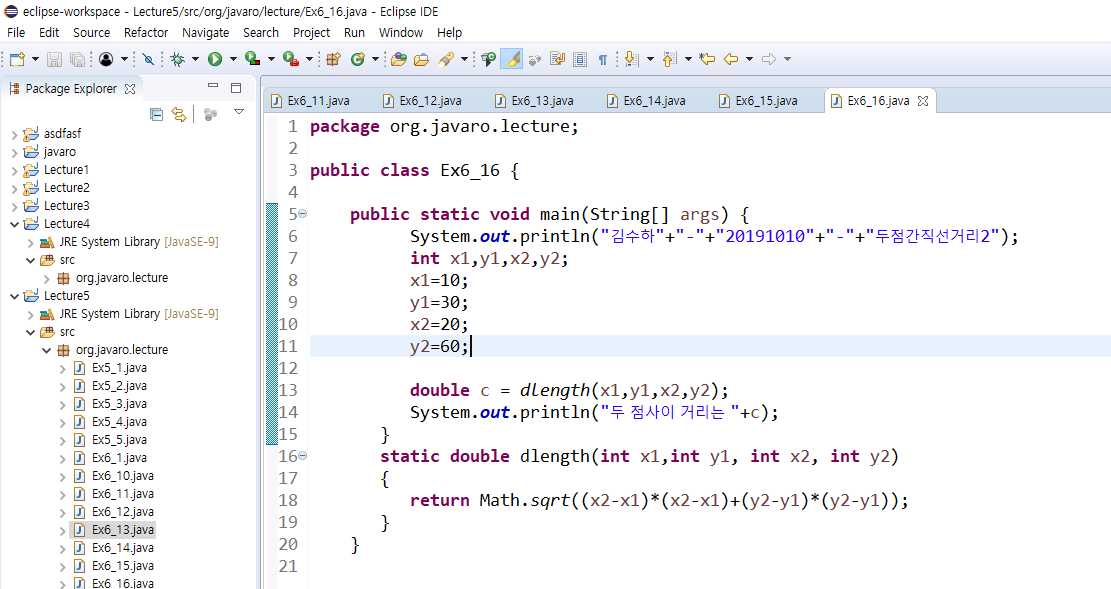 eclipse-workspace - Lecture5/src/org/javaro/lecture/Ex6_16.java - Eclipse IDE
File Edit Source Refactor Navigate Search Project Run Window Help
Package Explorer
asdfasf
javaro
Lecture1
Lecture2
Lecture3
Lecture4
JRE System Library [JavaSE-9]
src
org.javaro.lecture
Lecture5
JRE System Library [JavaSE-9]
src
org.javaro.lecture
Ex5_1.java
Ex5_2.java
Ex5_3.java
Ex5_4.java
Ex5_5.java
Ex6_1.java
Ex6_10.java
Ex6_11.java
Ex6_12.java
Ex6_13.java
Ex6_14.java
Ex6_15.java
Ex6_16.java
Ex6_11.java Ex6_12.java Ex6_13.java Ex6_14.java Ex6_15.java Ex6_16.java
1 package org.javaro.lecture;
2
3 public class Ex6_16 {
4
5 public static void main(String[] args) {
6 System.out.println("김수하"+"-"+"20191010"+"-"+"두점간직선거리2");
7 int x1,y1,x2,y2;
8 x1=10;
9 y1=30;
10 x2=20;
11 y2=60;
12
13 double c = dlength(x1,y1,x2,y2);
14 System.out.println("두 점사이 거리는 "+c);
15 }
16 static double dlength(int x1,int y1, int x2, int y2)
17 {
18 return Math.sqrt((x2-x1)*(x2-x1)+(y2-y1)*(y2-y1));
19 }
20 }
21